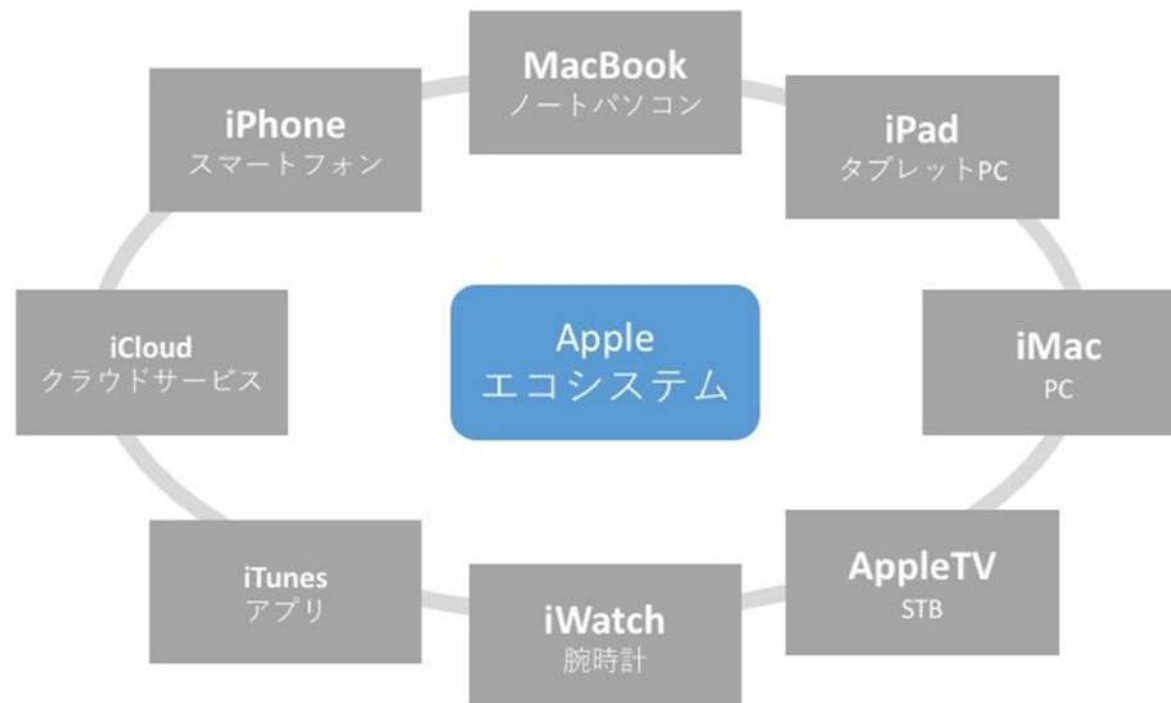 MacBook
ノートパソコン
iPhone
スマートフォン
iPad
タブレットPC
iCloud
クラウドサービス
Apple
エコシステム
iMac
PC
iTunes
アプリ
iWatch
腕時計
AppleTV
STB